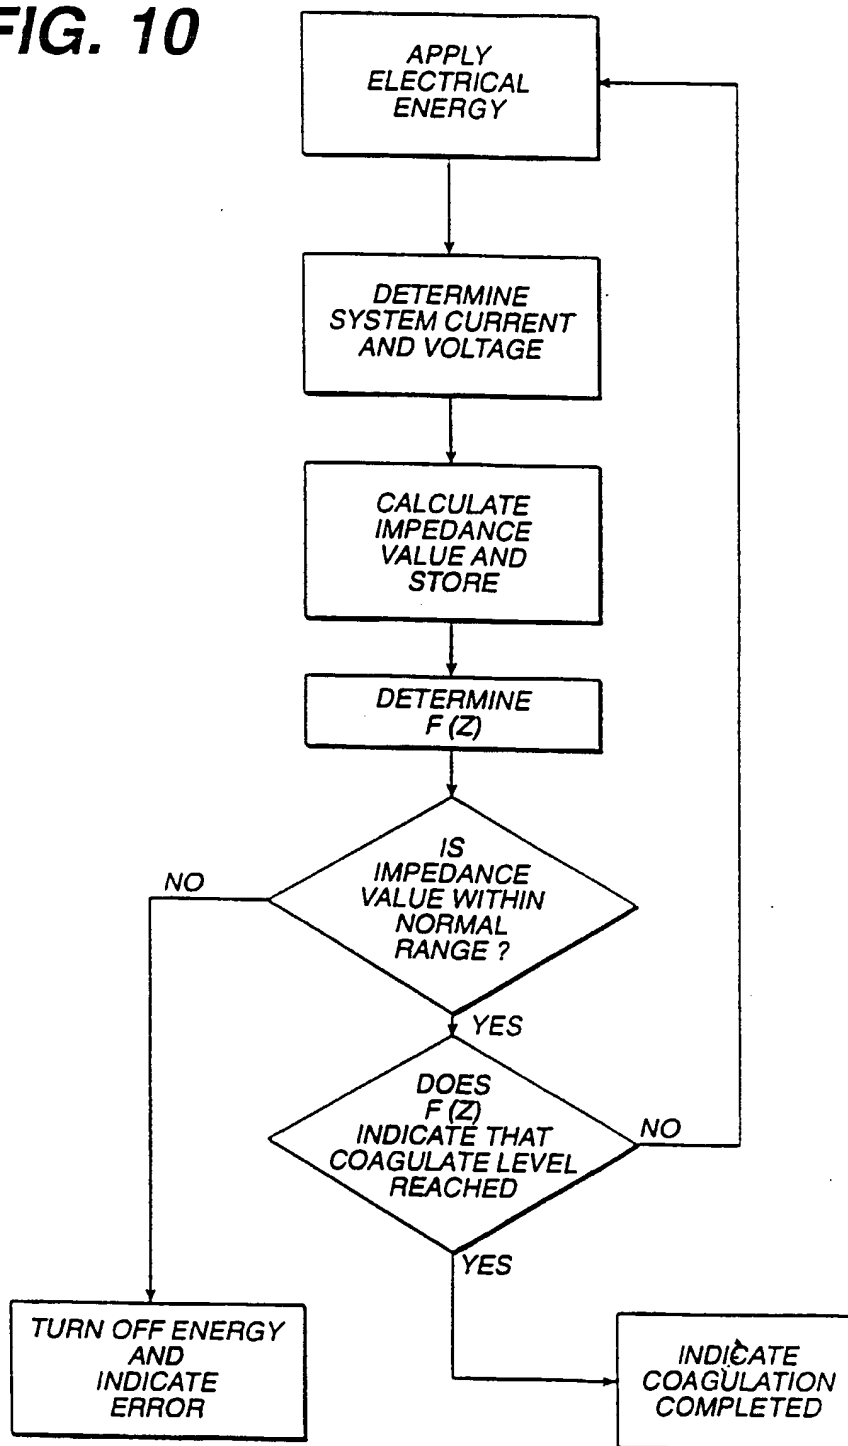 FIG. 10
APPLY
ELECTRICAL
ENERGY
DETERMINE
SYSTEM CURRENT
AND VOLTAGE
CALCULATE
IMPEDANCE
VALUE AND
STORE
DETERMINE
F (Z)
IS
IMPEDANCE
VALUE WITHIN
NORMAL
RANGE ?
NO
YES
DOES
F (Z)
INDICATE THAT
COAGULATE LEVEL
REACHED
NO
YES
TURN OFF ENERGY
AND
INDICATE
ERROR
INDICATE
COAGULATION
COMPLETED